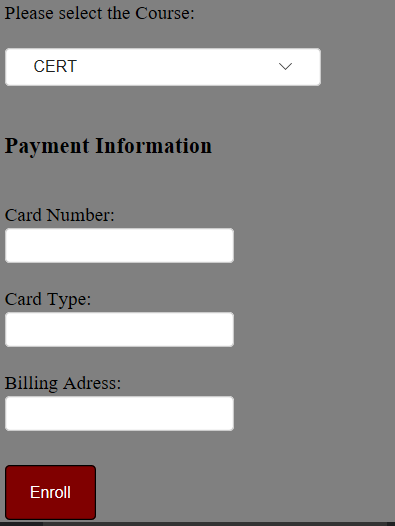 Please select the Course:
CERT
Payment Information
Card Number:
Card Type:
Billing Adress:
Enroll